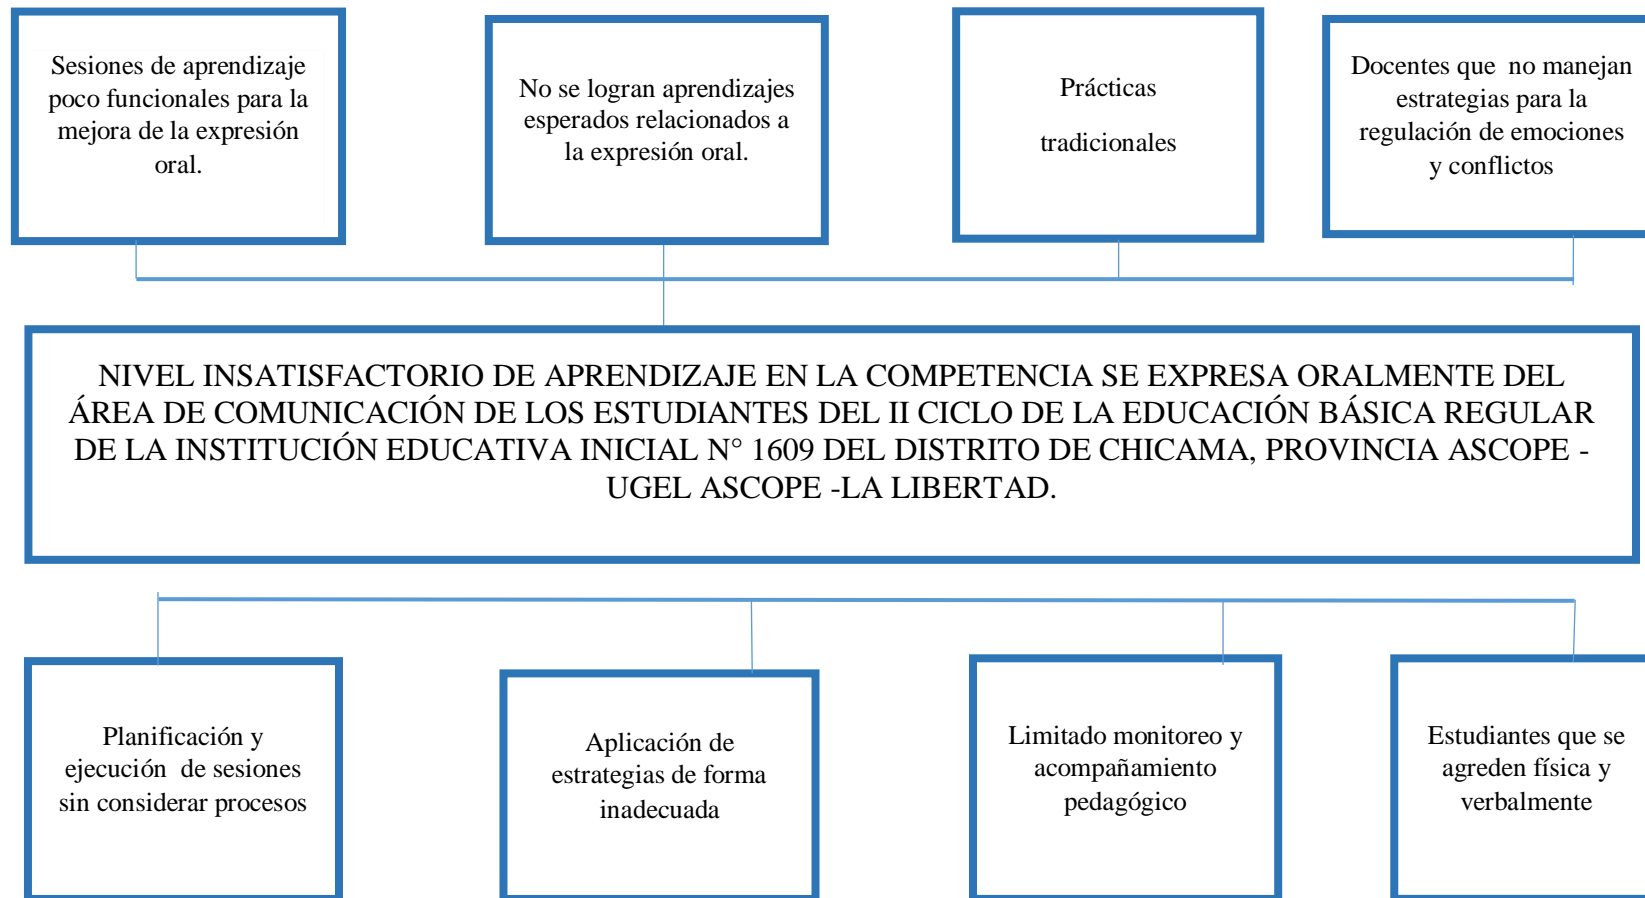 Sesiones de aprendizaje
poco funcionales para la
mejora de la expresión
oral.
No se logran aprendizajes
esperados relacionados a
la expresión oral.
Prácticas
tradicionales
Docentes que  no manejan
estrategias para la
regulación de emociones
y conflictos
NIVEL INSATISFACTORIO DE APRENDIZAJE EN LA COMPETENCIA SE EXPRESA ORALMENTE DEL
ÁREA DE COMUNICACIÓN DE LOS ESTUDIANTES DEL II CICLO DE LA EDUCACIÓN BÁSICA REGULAR
DE LA INSTITUCIÓN EDUCATIVA INICIAL N° 1609 DEL DISTRITO DE CHICAMA, PROVINCIA ASCOPE -
UGEL ASCOPE -LA LIBERTAD.
Planificación y
ejecución  de sesiones
sin considerar procesos
Aplicación de
estrategias de forma
inadecuada
Limitado monitoreo y
acompañamiento
pedagógico
Estudiantes que se
agreden física y
verbalmente